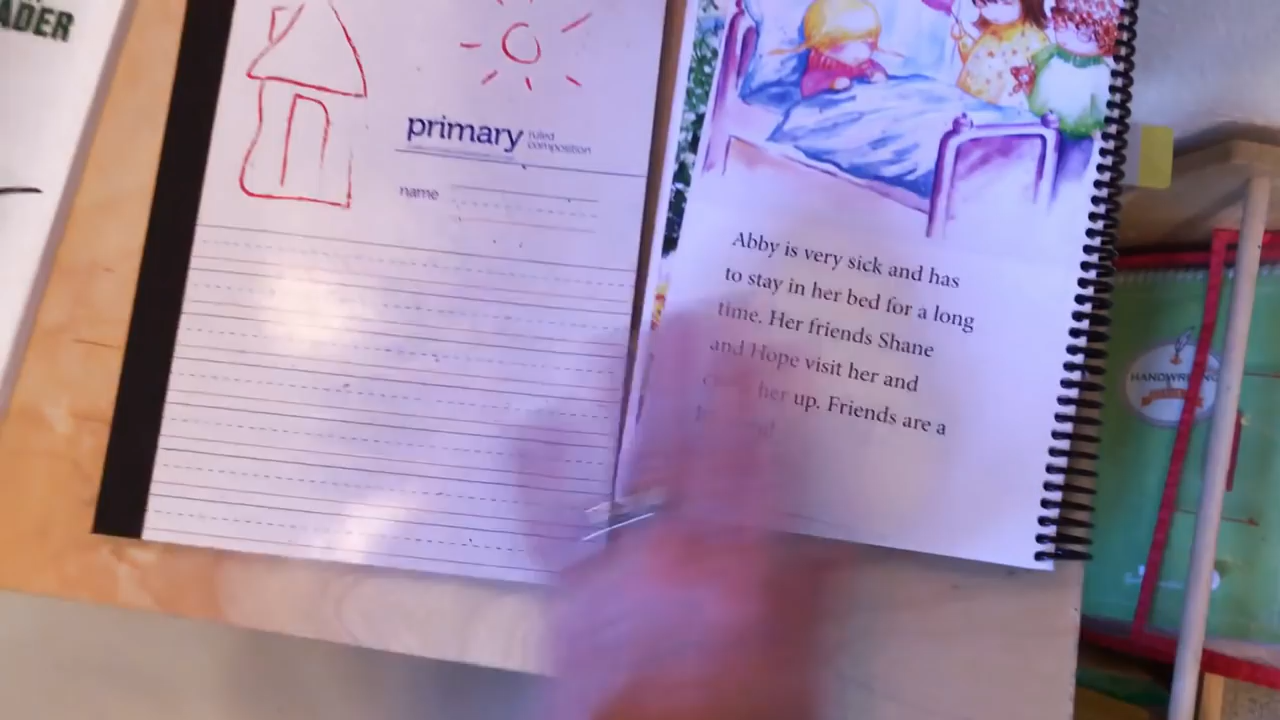 ADER
primary ruled
composition
name
Abby is very sick and has
to stay in her bed for a long
time. Her friends Shane
and Hope visit her and
her up. Friends are a
HANDWRITING